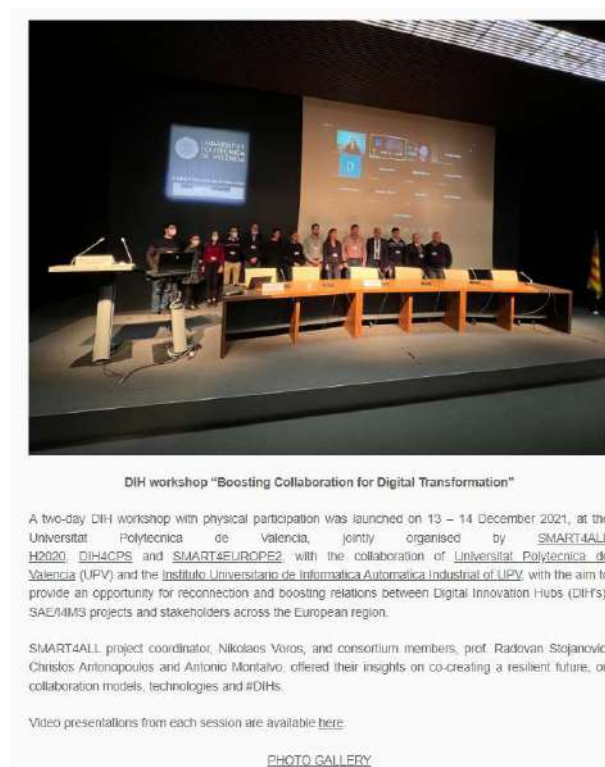 UNIVERSITAT
POLITÈCNICA
DE VALÈNCIA
DIH workshop "Boosting Collaboration for Digital Transformation"
A two-day DIH workshop with physical participation was launched on 13 – 14 December 2021, at the
Universitat Polytecnica de Valencia, jointly organised by SMART4ALL
H2020, DIH4CPS and SMART4EUROPE2, with the collaboration of Universitat Polytecnica de
Valencia (UPV) and the Instituto Universitario de Informatica Automatica Industrial of UPV, with the aim to
provide an opportunity for reconnection and boosting relations between Digital Innovation Hubs (DIH's),
SAE/I4MS projects and stakeholders across the European region.
SMART4ALL project coordinator, Nikolaos Voros, and consortium members, prof. Radovan Stojanovic,
Christos Antonopoulos and Antonio Montalvo, offered their insights on co-creating a resilient future, on
collaboration models, technologies and #DIHs.
Video presentations from each session are available here.
PHOTO GALLERY